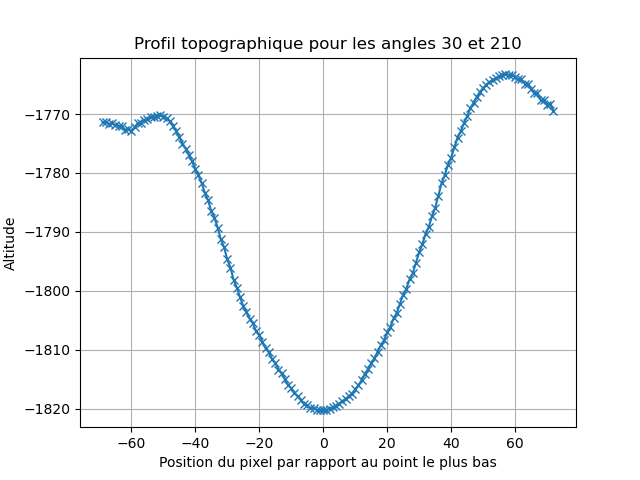 Profil topographique pour les angles 30 et 210
Altitude
−1770
−1780
−1790
−1800
−1810
−1820
−60 −40 −20 0 20 40 60
Position du pixel par rapport au point le plus bas